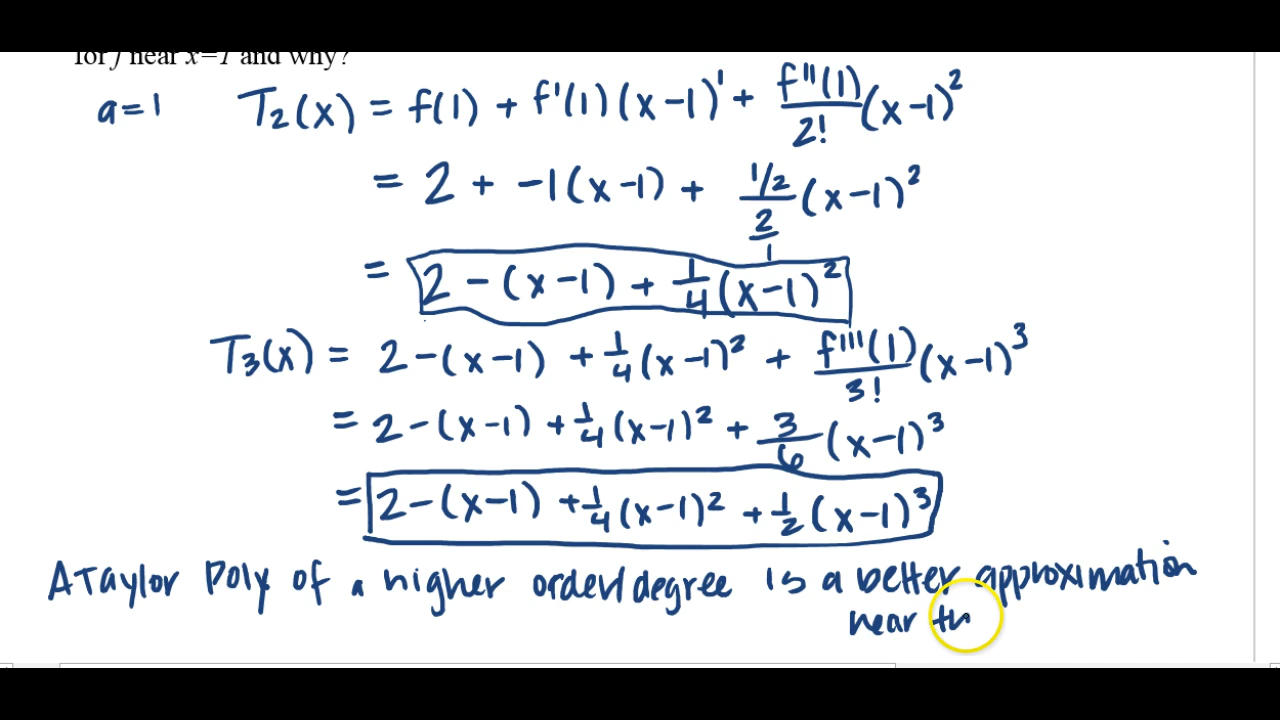 for f near x=1 and why?
a=1 T₂(x) = f(1) + f'(1)(x-1)¹ + f''(1)/2! (x-1)²
= 2 + -1(x-1) + (1/2)/(2/1) (x-1)²
= 2 - (x-1) + 1/4 (x-1)²
T₃(x) = 2 - (x-1) + 1/4 (x-1)² + f'''(1)/3! (x-1)³
= 2 - (x-1) + 1/4 (x-1)² + 3/6 (x-1)³
= 2 - (x-1) + 1/4 (x-1)² + 1/2 (x-1)³
A Taylor Poly of a higher order/degree is a better approximation
near th